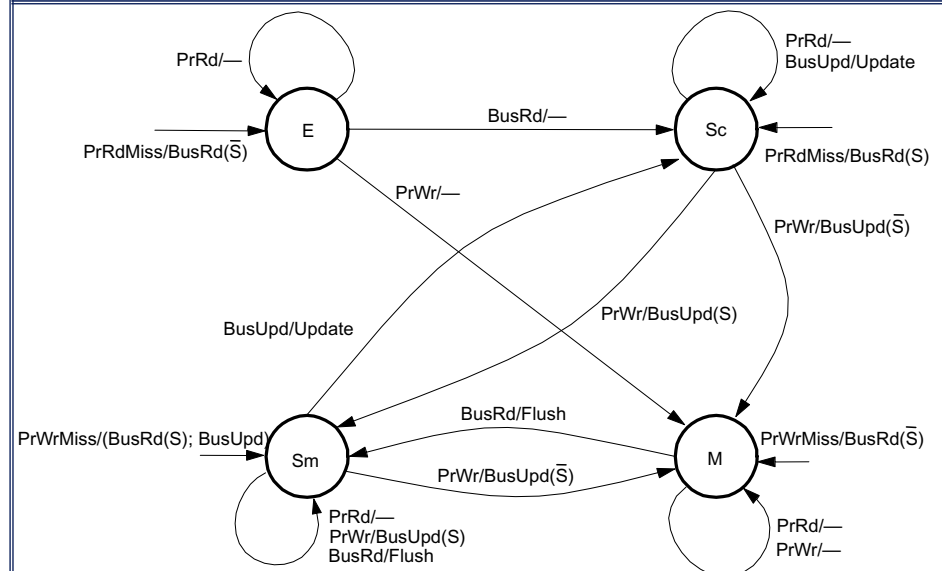 PrRd/—
PrRd/—
BusUpd/Update
E
BusRd/—
Sc
PrRdMiss/BusRd(S̅)
PrRdMiss/BusRd(S)
PrWr/—
PrWr/BusUpd(S̅)
BusUpd/Update
PrWr/BusUpd(S)
BusRd/Flush
PrWrMiss/(BusRd(S); BusUpd)
PrWrMiss/BusRd(S̅)
Sm
M
PrWr/BusUpd(S̅)
PrRd/—
PrWr/BusUpd(S)
BusRd/Flush
PrRd/—
PrWr/—